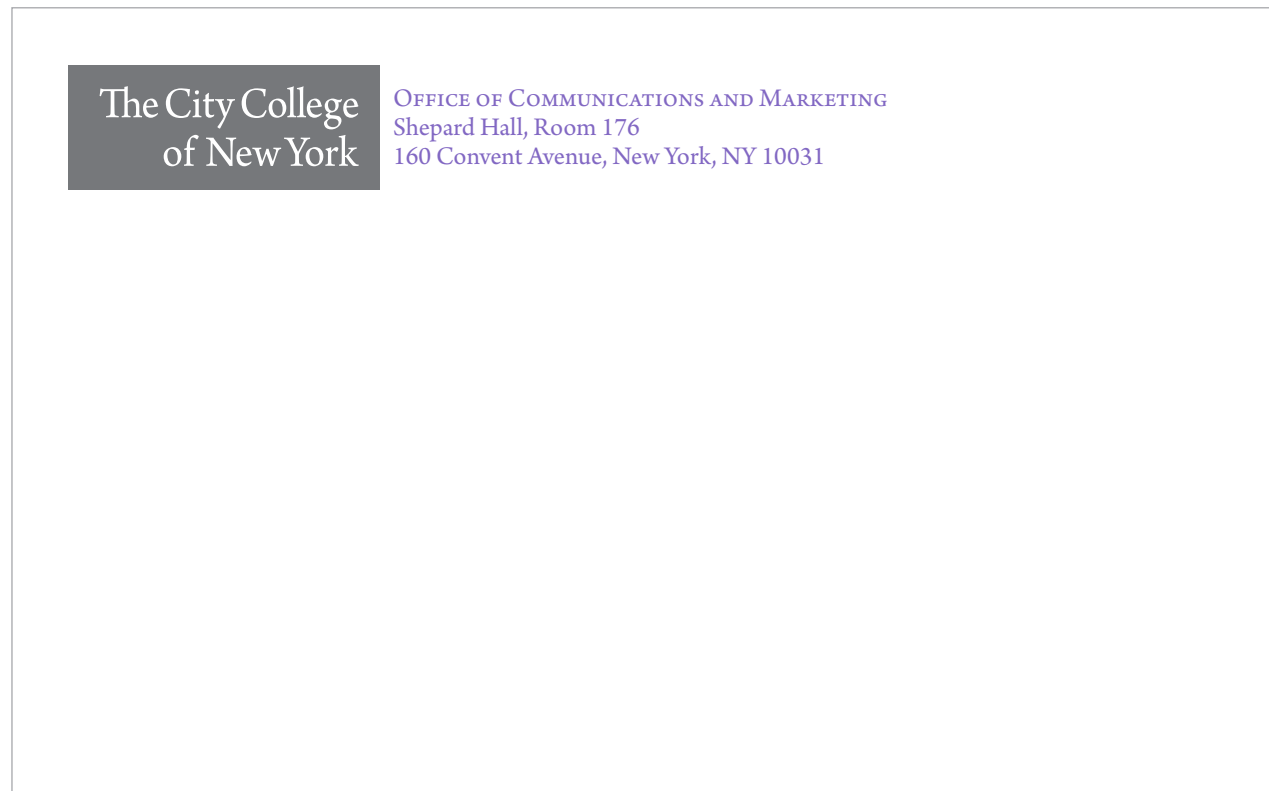 The City College
of New York
Office of Communications and Marketing
Shepard Hall, Room 176
160 Convent Avenue, New York, NY 10031